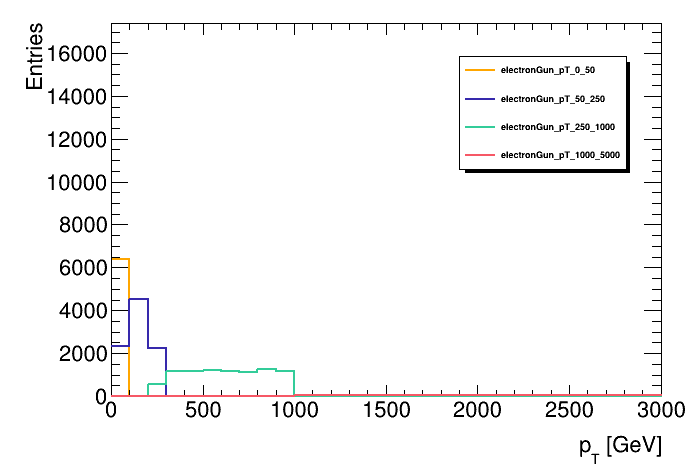 Entries
16000
14000
12000
10000
8000
6000
4000
2000
0
0 500 1000 1500 2000 2500 3000
p_T [GeV]
electronGun_pT_0_50
electronGun_pT_50_250
electronGun_pT_250_1000
electronGun_pT_1000_5000